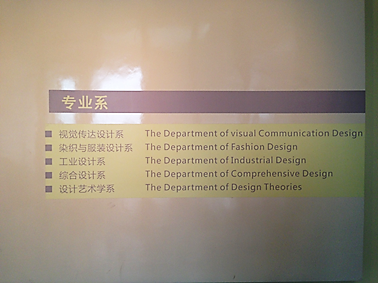 专业系
视觉传达设计系 The Department of visual Communication Design
染织与服装设计系 The Department of Fashion Design
工业设计系 The Department of Industrial Design
综合设计系 The Department of Comprehensive Design
设计艺术学系 The Department of Design Theories